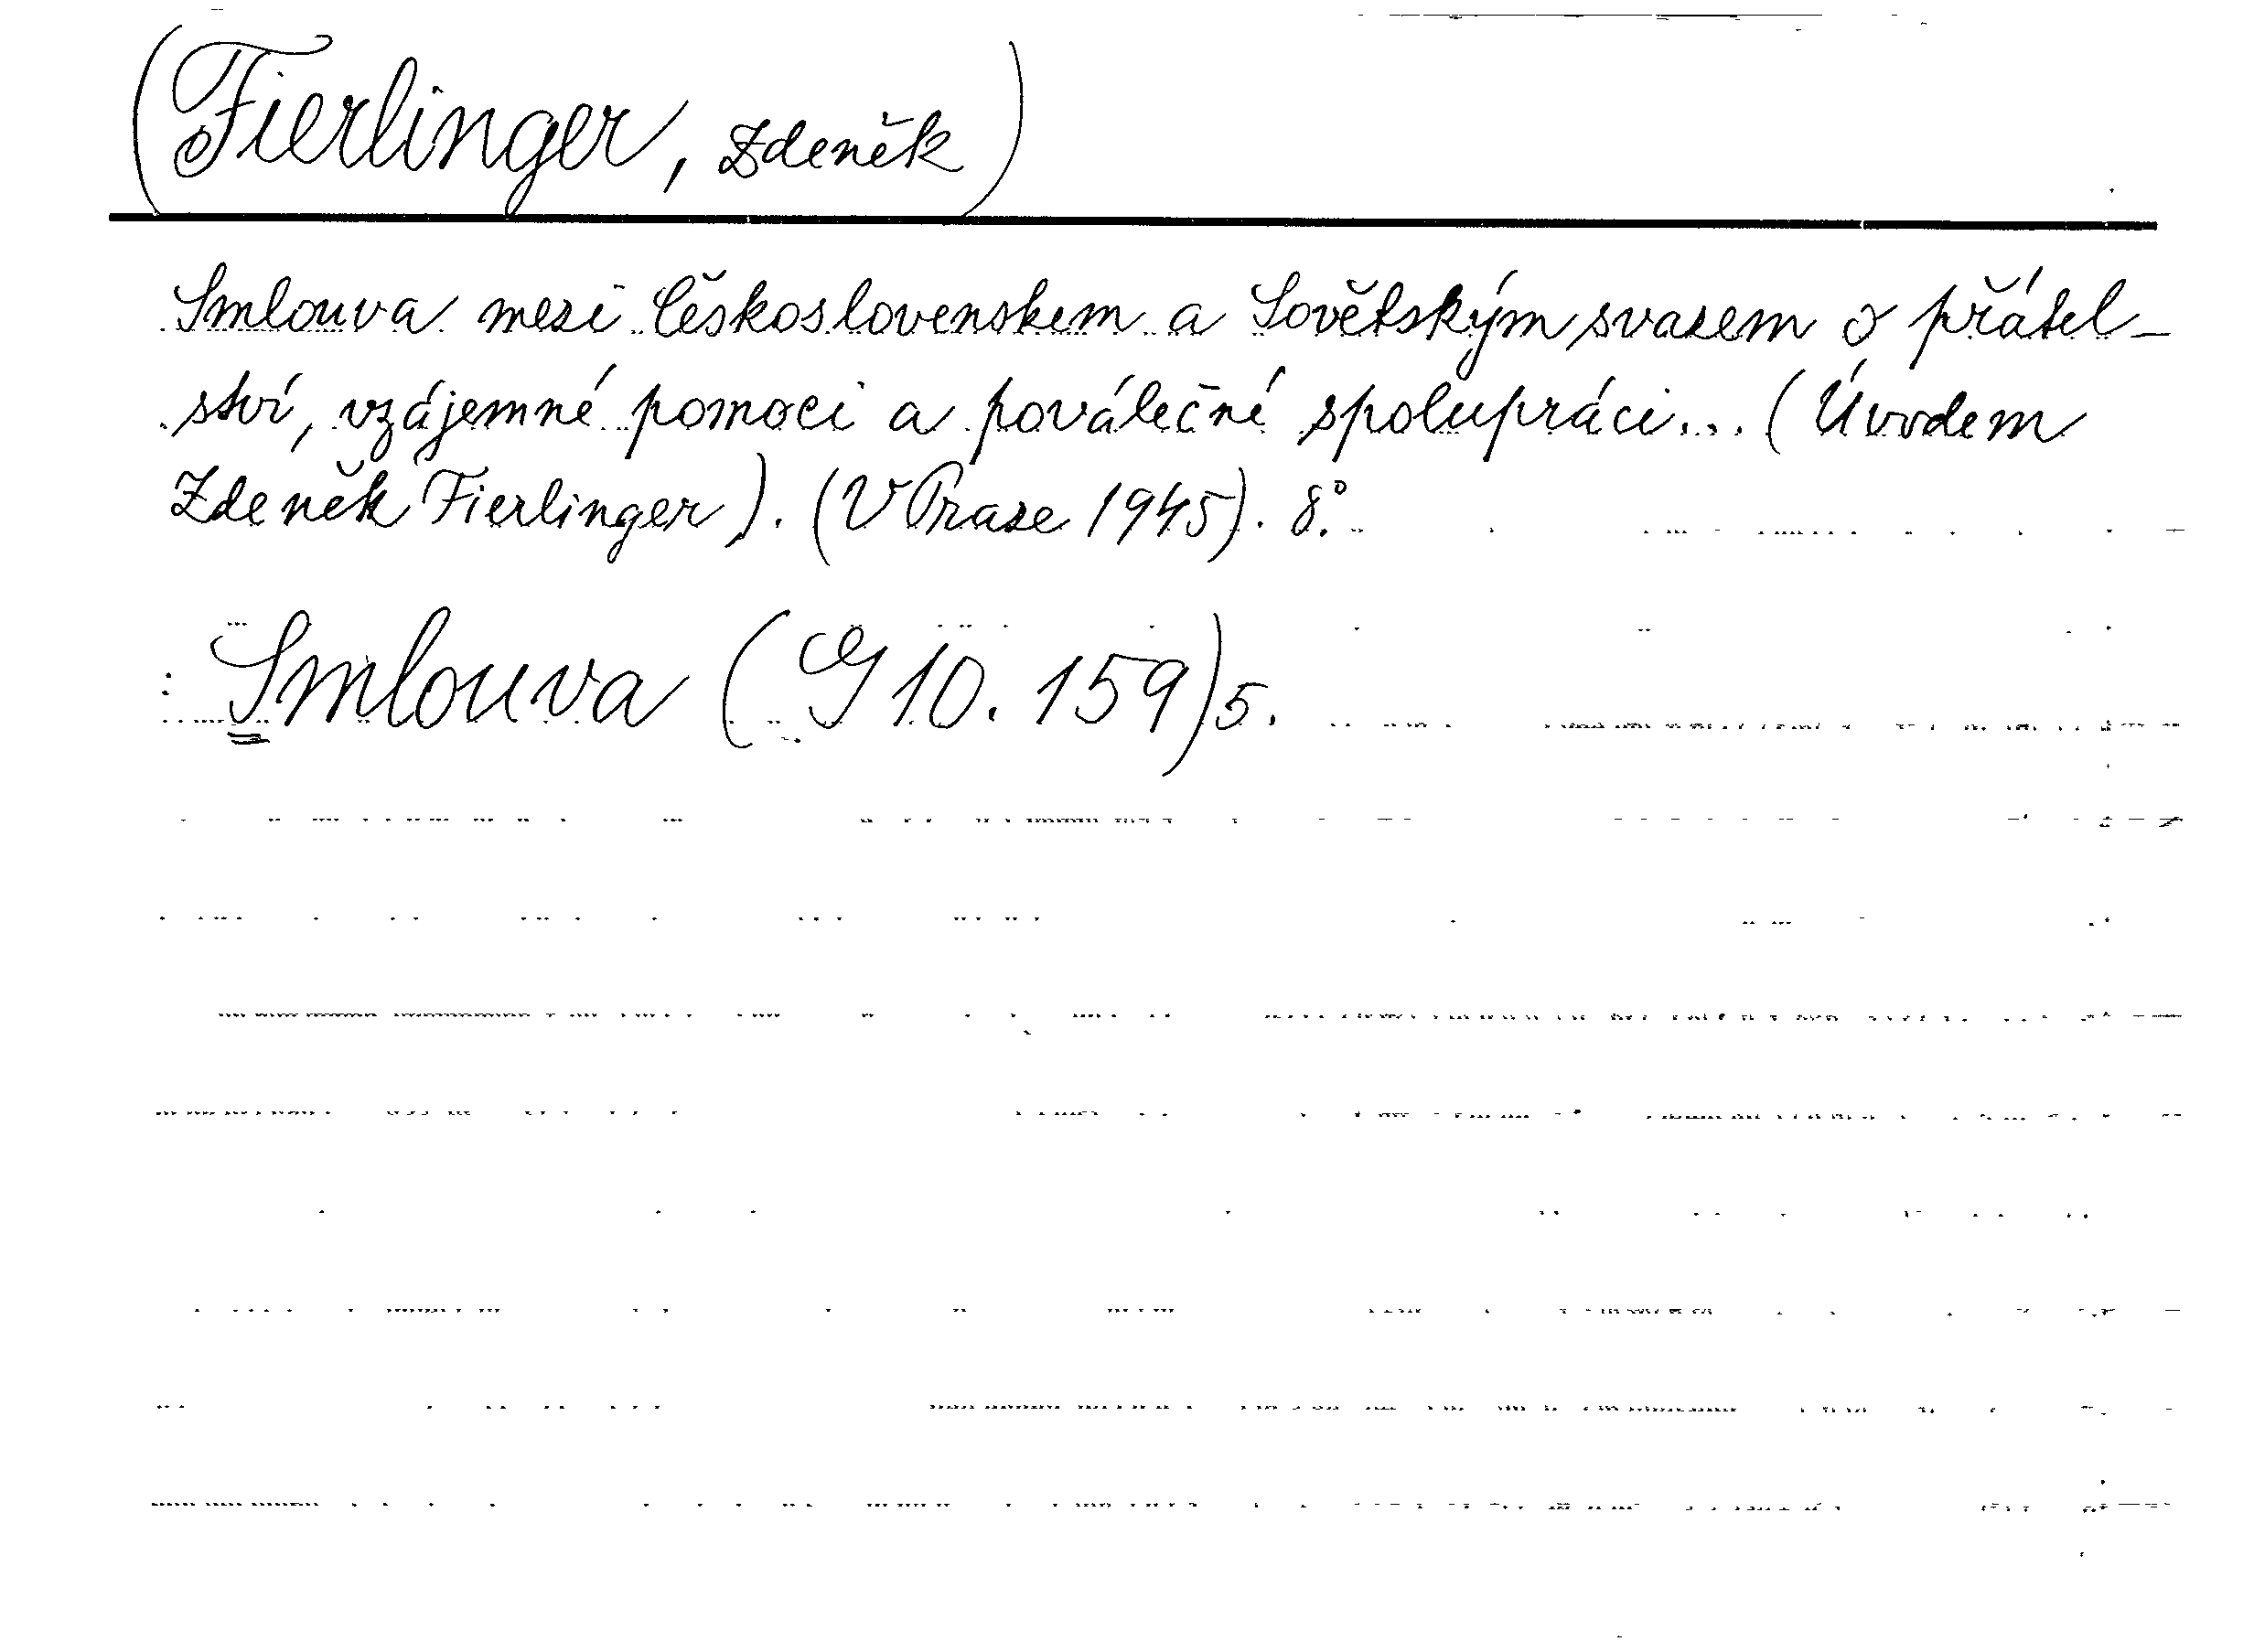 (Fierlinger, Zdeněk)
Smlouva mezi Československem a Sovětským svazem o přátel-
ství, vzájemné pomoci a poválečné spolupráci... (Úvodem
Zdeněk Fierlinger). (V Praze 1945). 8°.
Smlouva (G 10. 159)5.